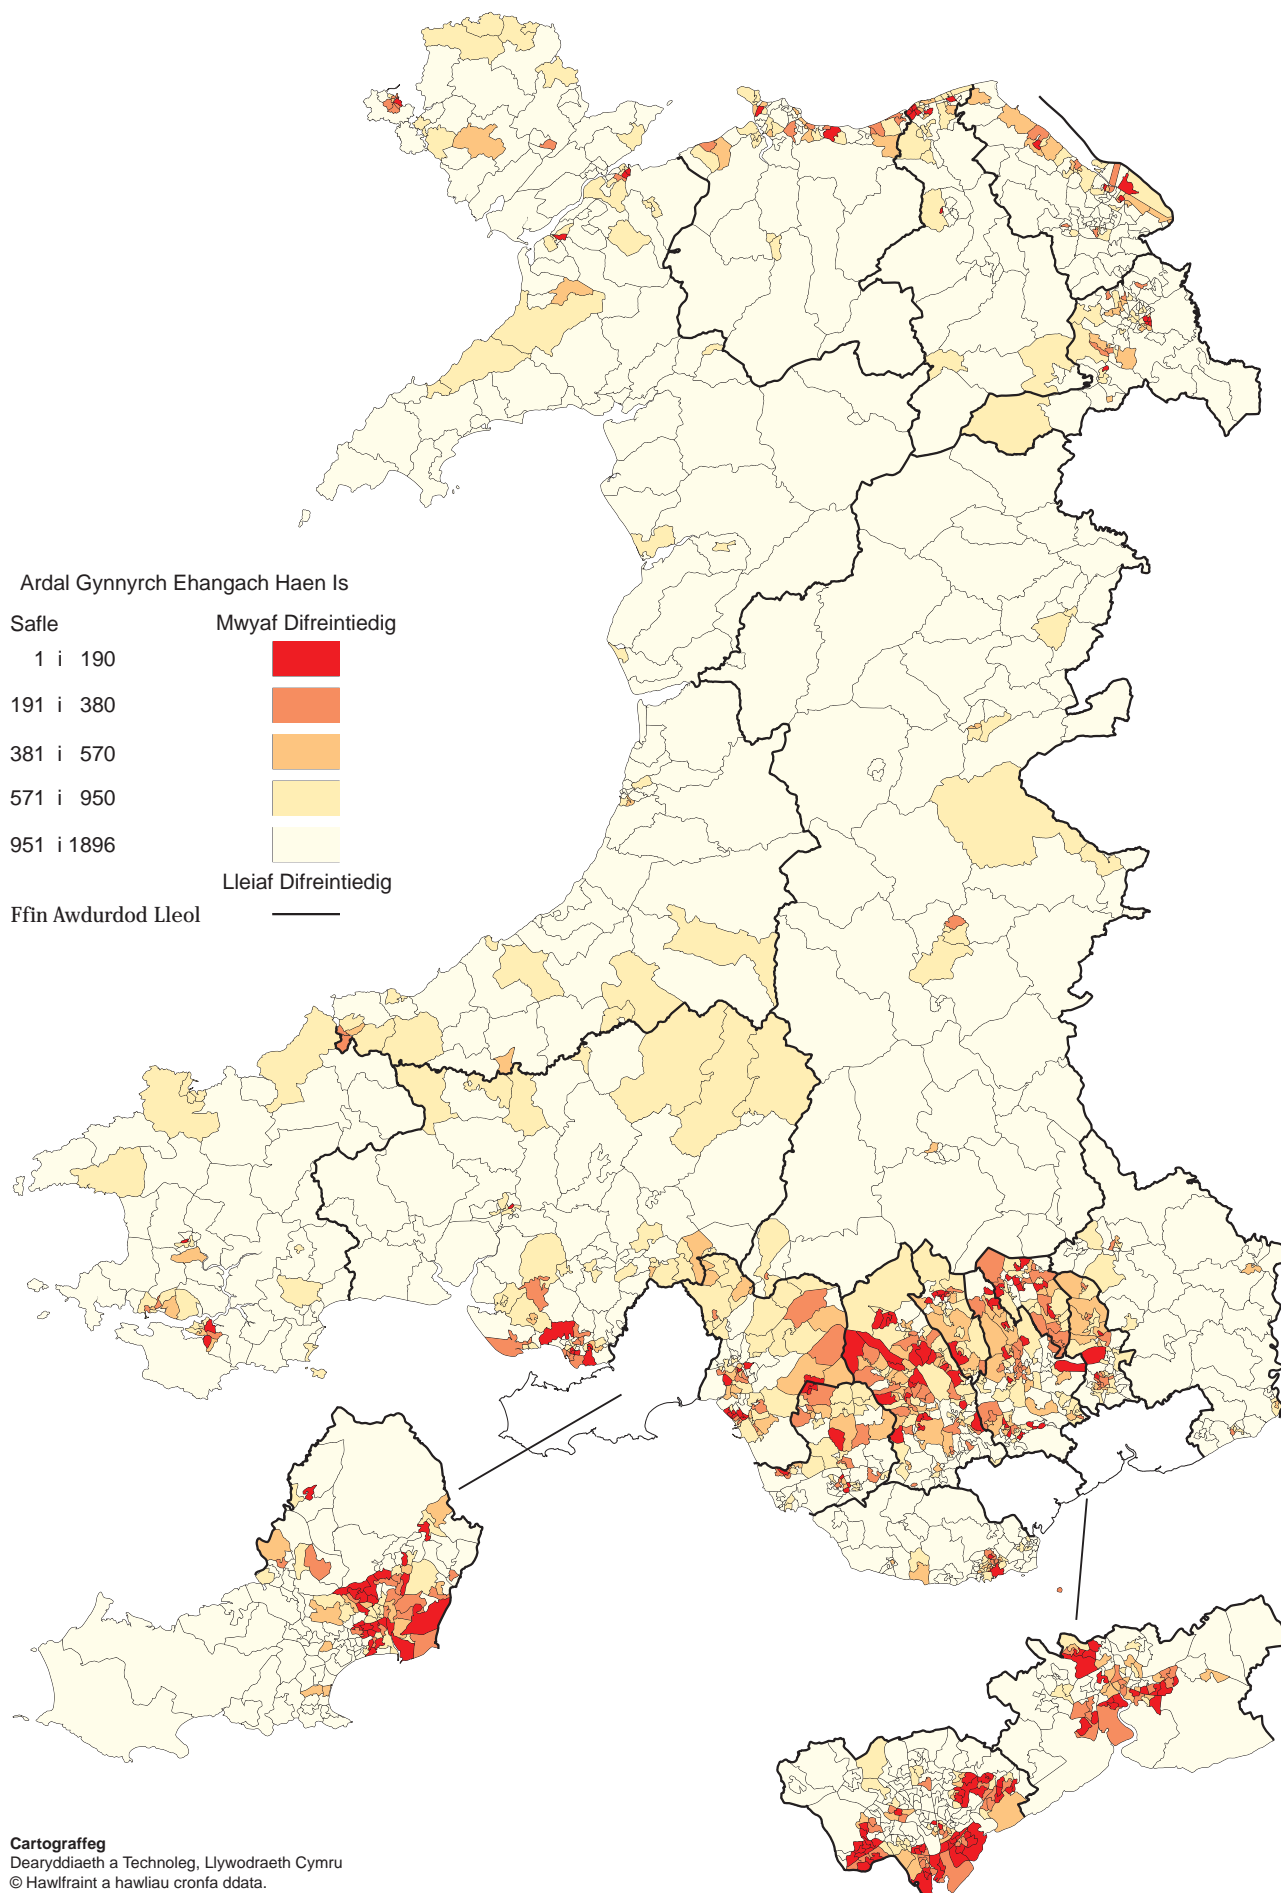 Ardal Gynnyrch Ehangach Haen Is
Safle Mwyaf Difreintiedig
1 i 190
191 i 380
381 i 570
571 i 950
951 i 1896
Lleiaf Difreintiedig
Ffin Awdurdod Lleol
Cartograffeg
Dearyddiaeth a Technoleg, Llywodraeth Cymru
© Hawlfraint a hawliau cronfa ddata.